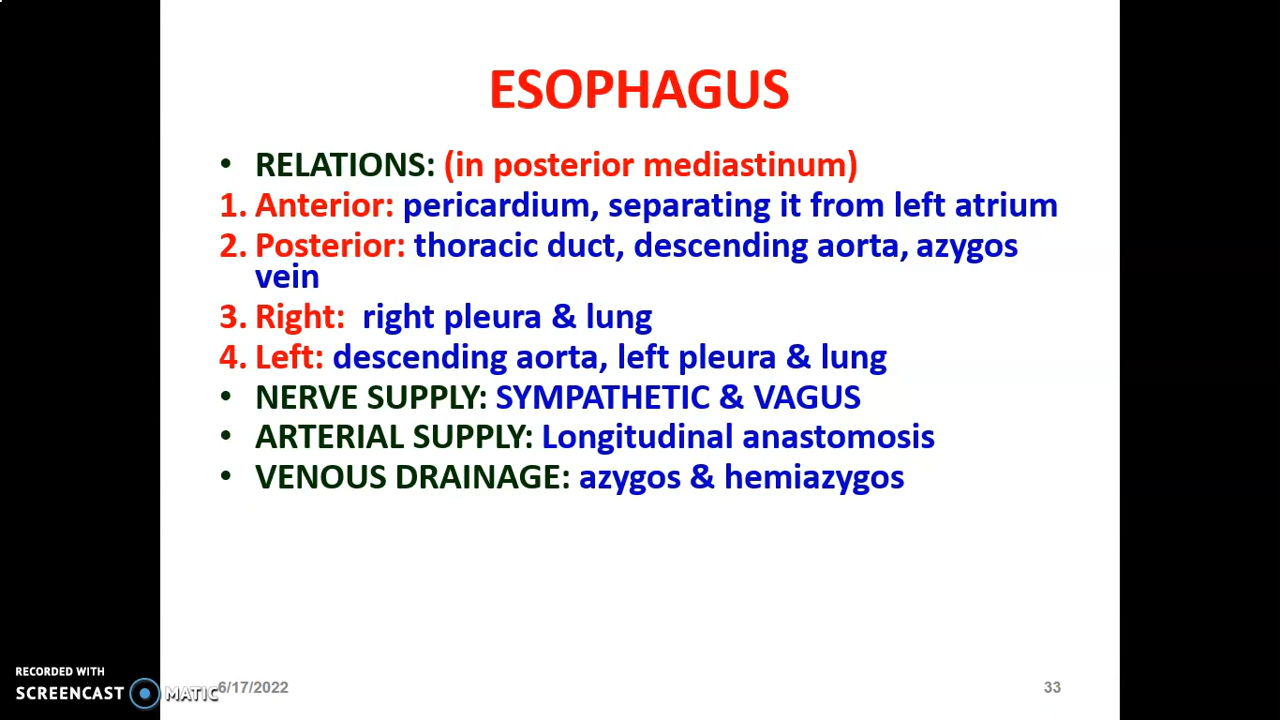 ESOPHAGUS
• RELATIONS: (in posterior mediastinum)
1. Anterior: pericardium, separating it from left atrium
2. Posterior: thoracic duct, descending aorta, azygos
vein
3. Right: right pleura & lung
4. Left: descending aorta, left pleura & lung
• NERVE SUPPLY: SYMPATHETIC & VAGUS
• ARTERIAL SUPPLY: Longitudinal anastomosis
• VENOUS DRAINAGE: azygos & hemiazygos
RECORDED WITH
SCREENCAST MATIC
6/17/2022
33